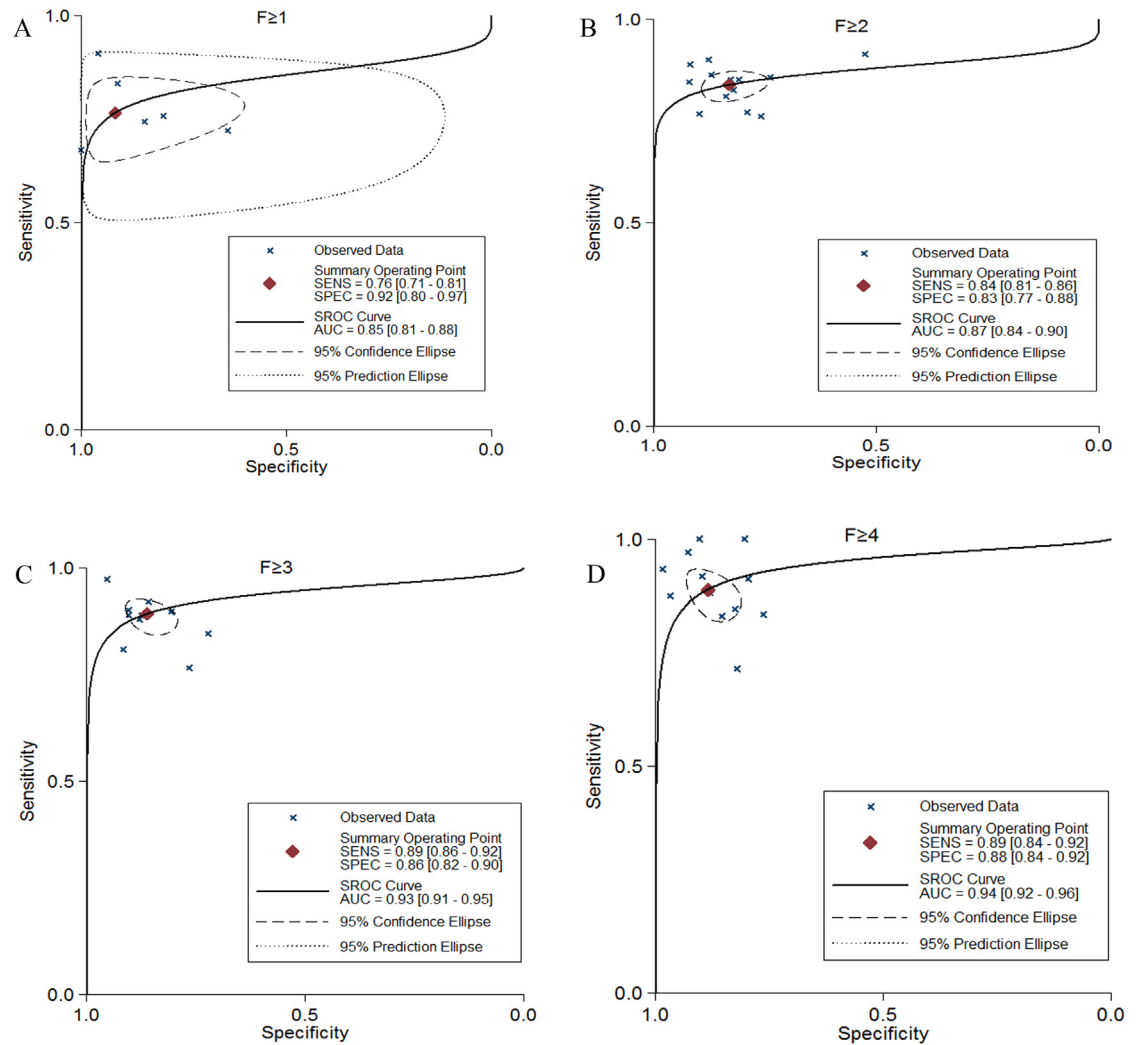 A
F≥1
1.0
0.5
0.0
Sensitivity
Observed Data
Summary Operating Point
SENS = 0.76 [0.71 - 0.81]
SPEC = 0.92 [0.80 - 0.97]
SROC Curve
AUC = 0.85 [0.81 - 0.88]
95% Confidence Ellipse
95% Prediction Ellipse
1.0
0.5
0.0
Specificity
B
F≥2
1.0
0.5
0.0
Sensitivity
Observed Data
Summary Operating Point
SENS = 0.84 [0.81 - 0.86]
SPEC = 0.83 [0.77 - 0.88]
SROC Curve
AUC = 0.87 [0.84 - 0.90]
95% Confidence Ellipse
95% Prediction Ellipse
1.0
0.5
0.0
Specificity
C
F≥3
1.0
0.5
0.0
Sensitivity
Observed Data
Summary Operating Point
SENS = 0.89 [0.86 - 0.92]
SPEC = 0.86 [0.82 - 0.90]
SROC Curve
AUC = 0.93 [0.91 - 0.95]
95% Confidence Ellipse
95% Prediction Ellipse
1.0
0.5
0.0
Specificity
D
F≥4
1.0
0.5
0.0
Sensitivity
Observed Data
Summary Operating Point
SENS = 0.89 [0.84 - 0.92]
SPEC = 0.88 [0.84 - 0.92]
SROC Curve
AUC = 0.94 [0.92 - 0.96]
95% Confidence Ellipse
95% Prediction Ellipse
1.0
0.5
0.0
Specificity